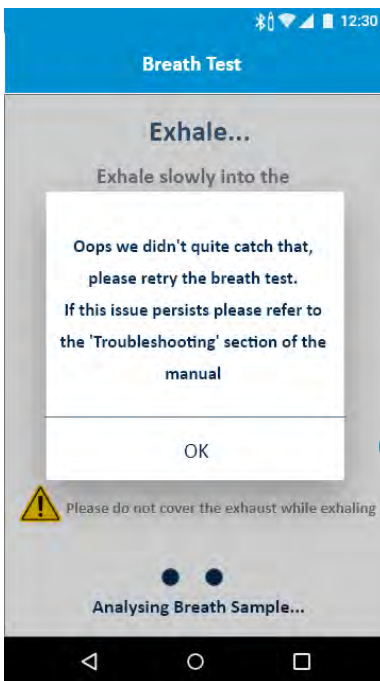 12:30
Breath Test
Exhale...
Exhale slowly into the
Oops we didn't quite catch that,
please retry the breath test.
If this issue persists please refer to
the 'Troubleshooting' section of the
manual
OK
Please do not cover the exhaust while exhaling
Analysing Breath Sample...